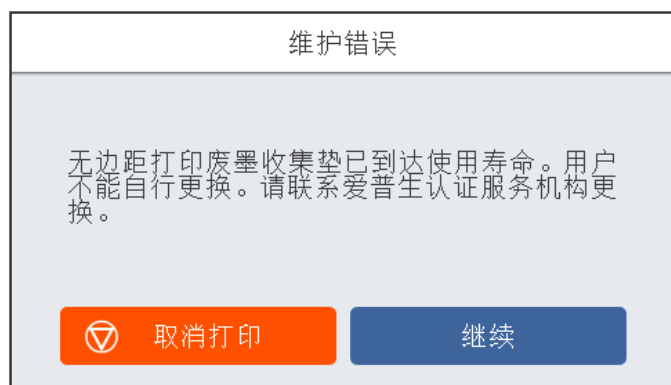 维护错误
无边距打印废墨收集垫已到达使用寿命。用户
不能自行更换。请联系爱普生认证服务机构更
换。
取消打印
继续